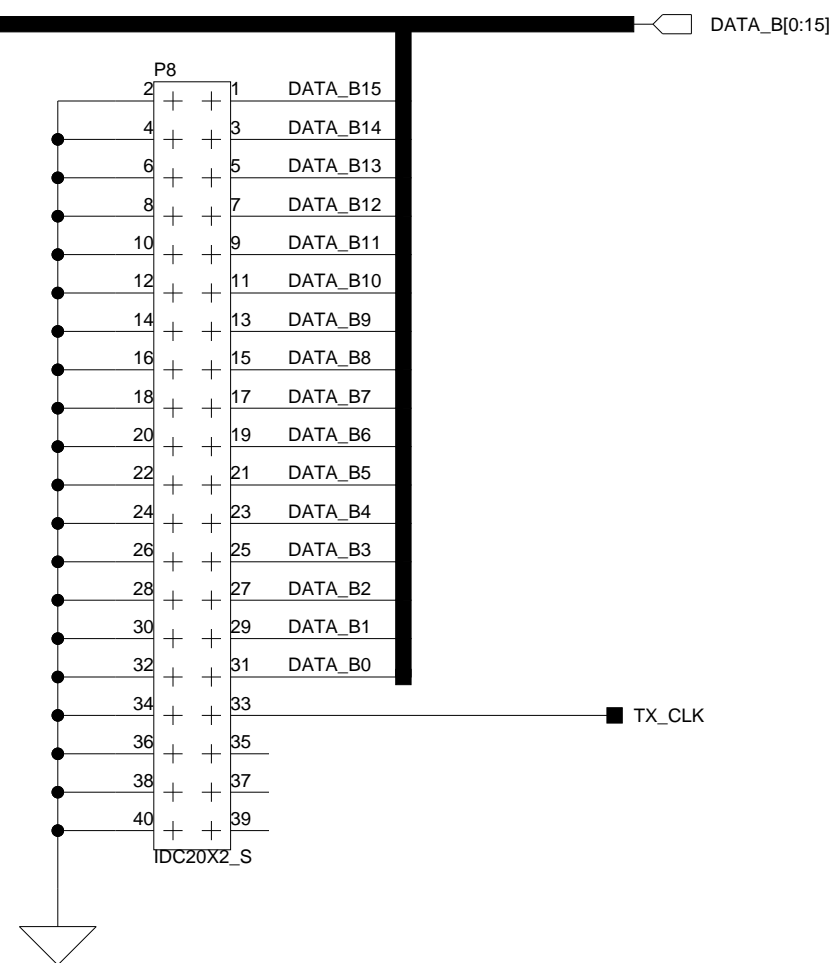 DATA_B[0:15]
P8
2 1 DATA_B15
4 3 DATA_B14
6 5 DATA_B13
8 7 DATA_B12
10 9 DATA_B11
12 11 DATA_B10
14 13 DATA_B9
16 15 DATA_B8
18 17 DATA_B7
20 19 DATA_B6
22 21 DATA_B5
24 23 DATA_B4
26 25 DATA_B3
28 27 DATA_B2
30 29 DATA_B1
32 31 DATA_B0
34 33 TX_CLK
36 35
38 37
40 39
IDC20X2_S